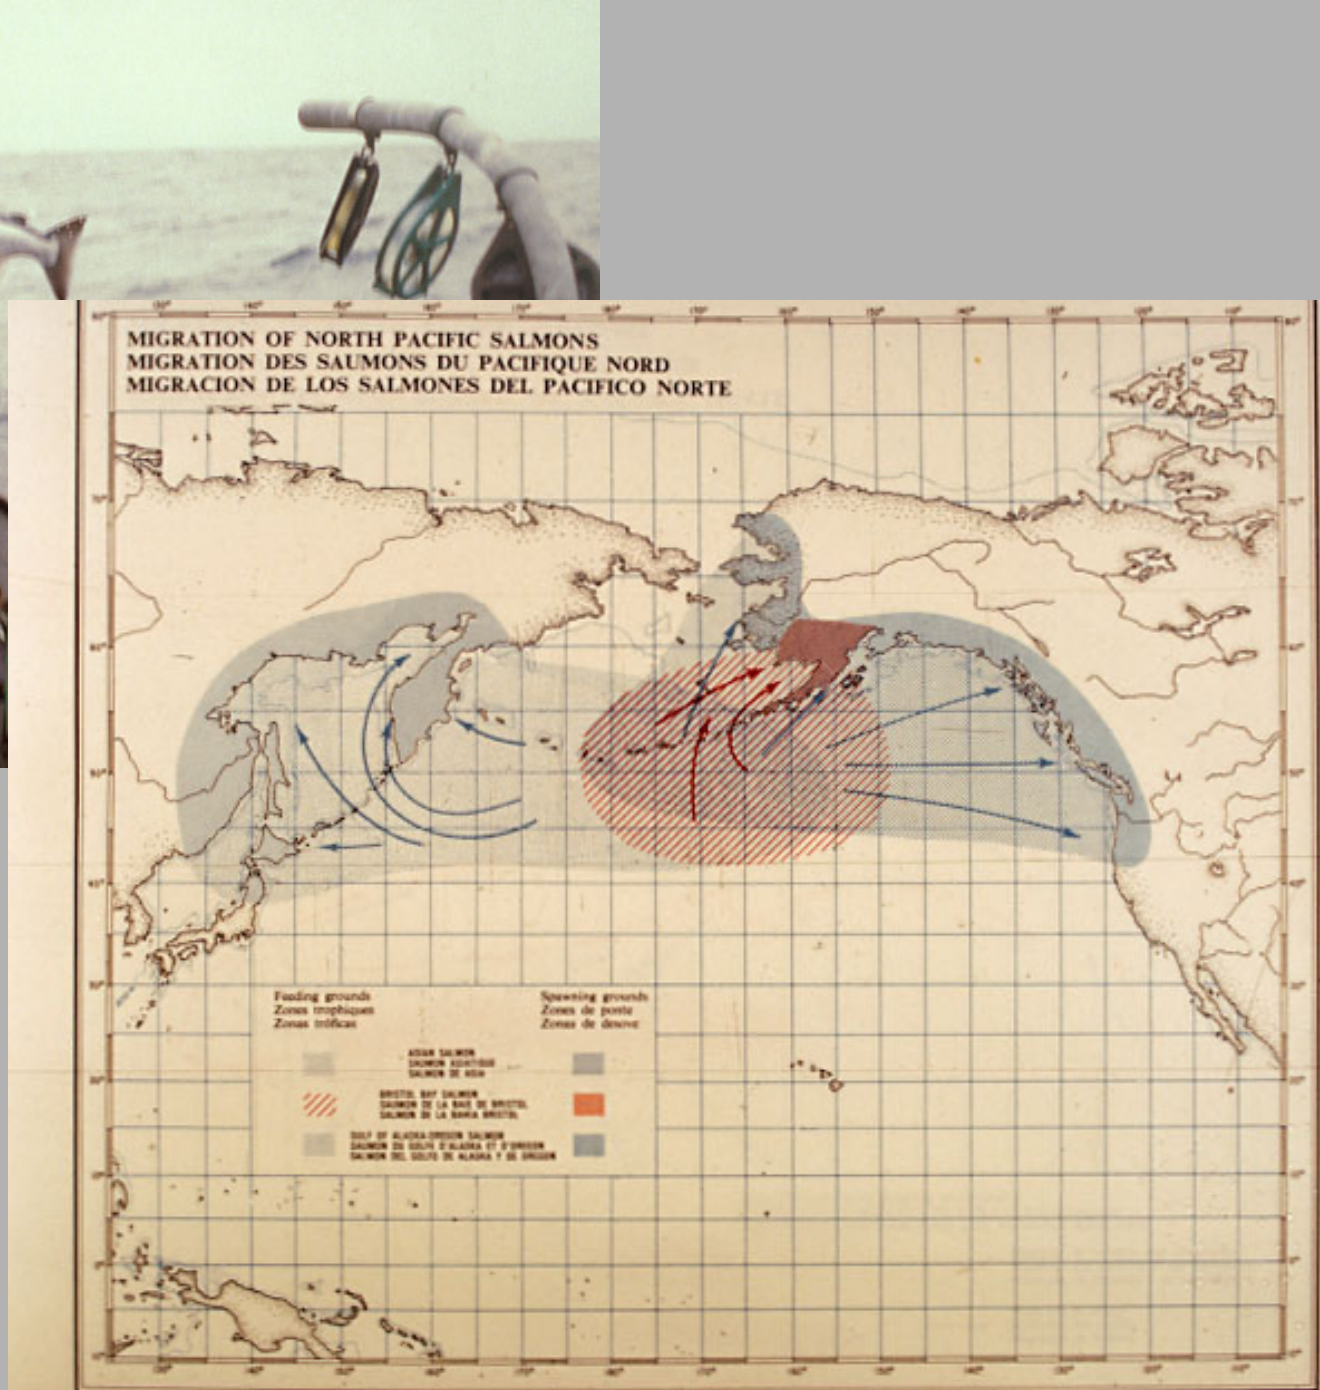 MIGRATION OF NORTH PACIFIC SALMONS
MIGRATION DES SAUMONS DU PACIFIQUE NORD
MIGRACION DE LOS SALMONES DEL PACIFICO NORTE
Feeding grounds
Zones trophiques
Zonas tróficas
Spawning grounds
Zones de ponte
Zonas de desove
ASIAN SALMON
SAUMON ASIATIQUE
SALMON DE ASIA
BRISTOL BAY SALMON
SAUMON DE LA BAIE DE BRISTOL
SALMON DE LA BAHIA BRISTOL
GULF OF ALASKA-OREGON SALMON
SAUMON DU GOLFE D'ALASKA ET D'OREGON
SALMON DEL GOLFO DE ALASKA Y DE OREGON